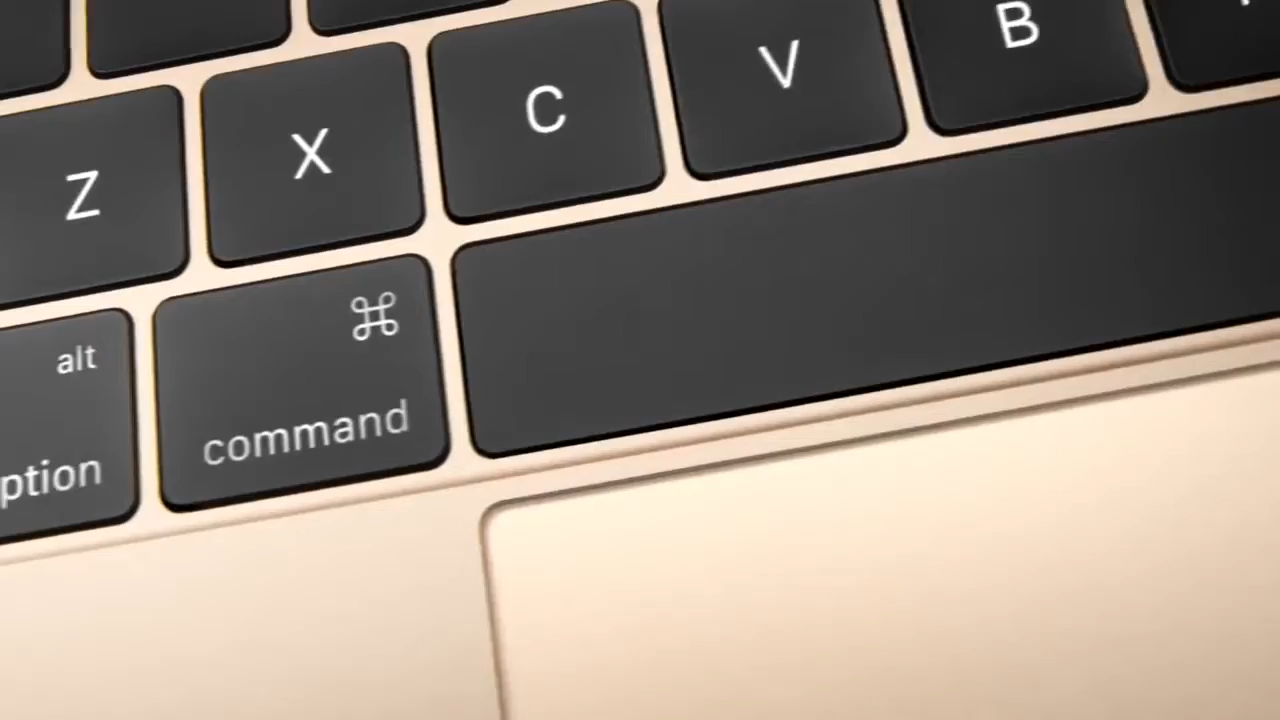 Z X C V B
⌘
alt
command
ption